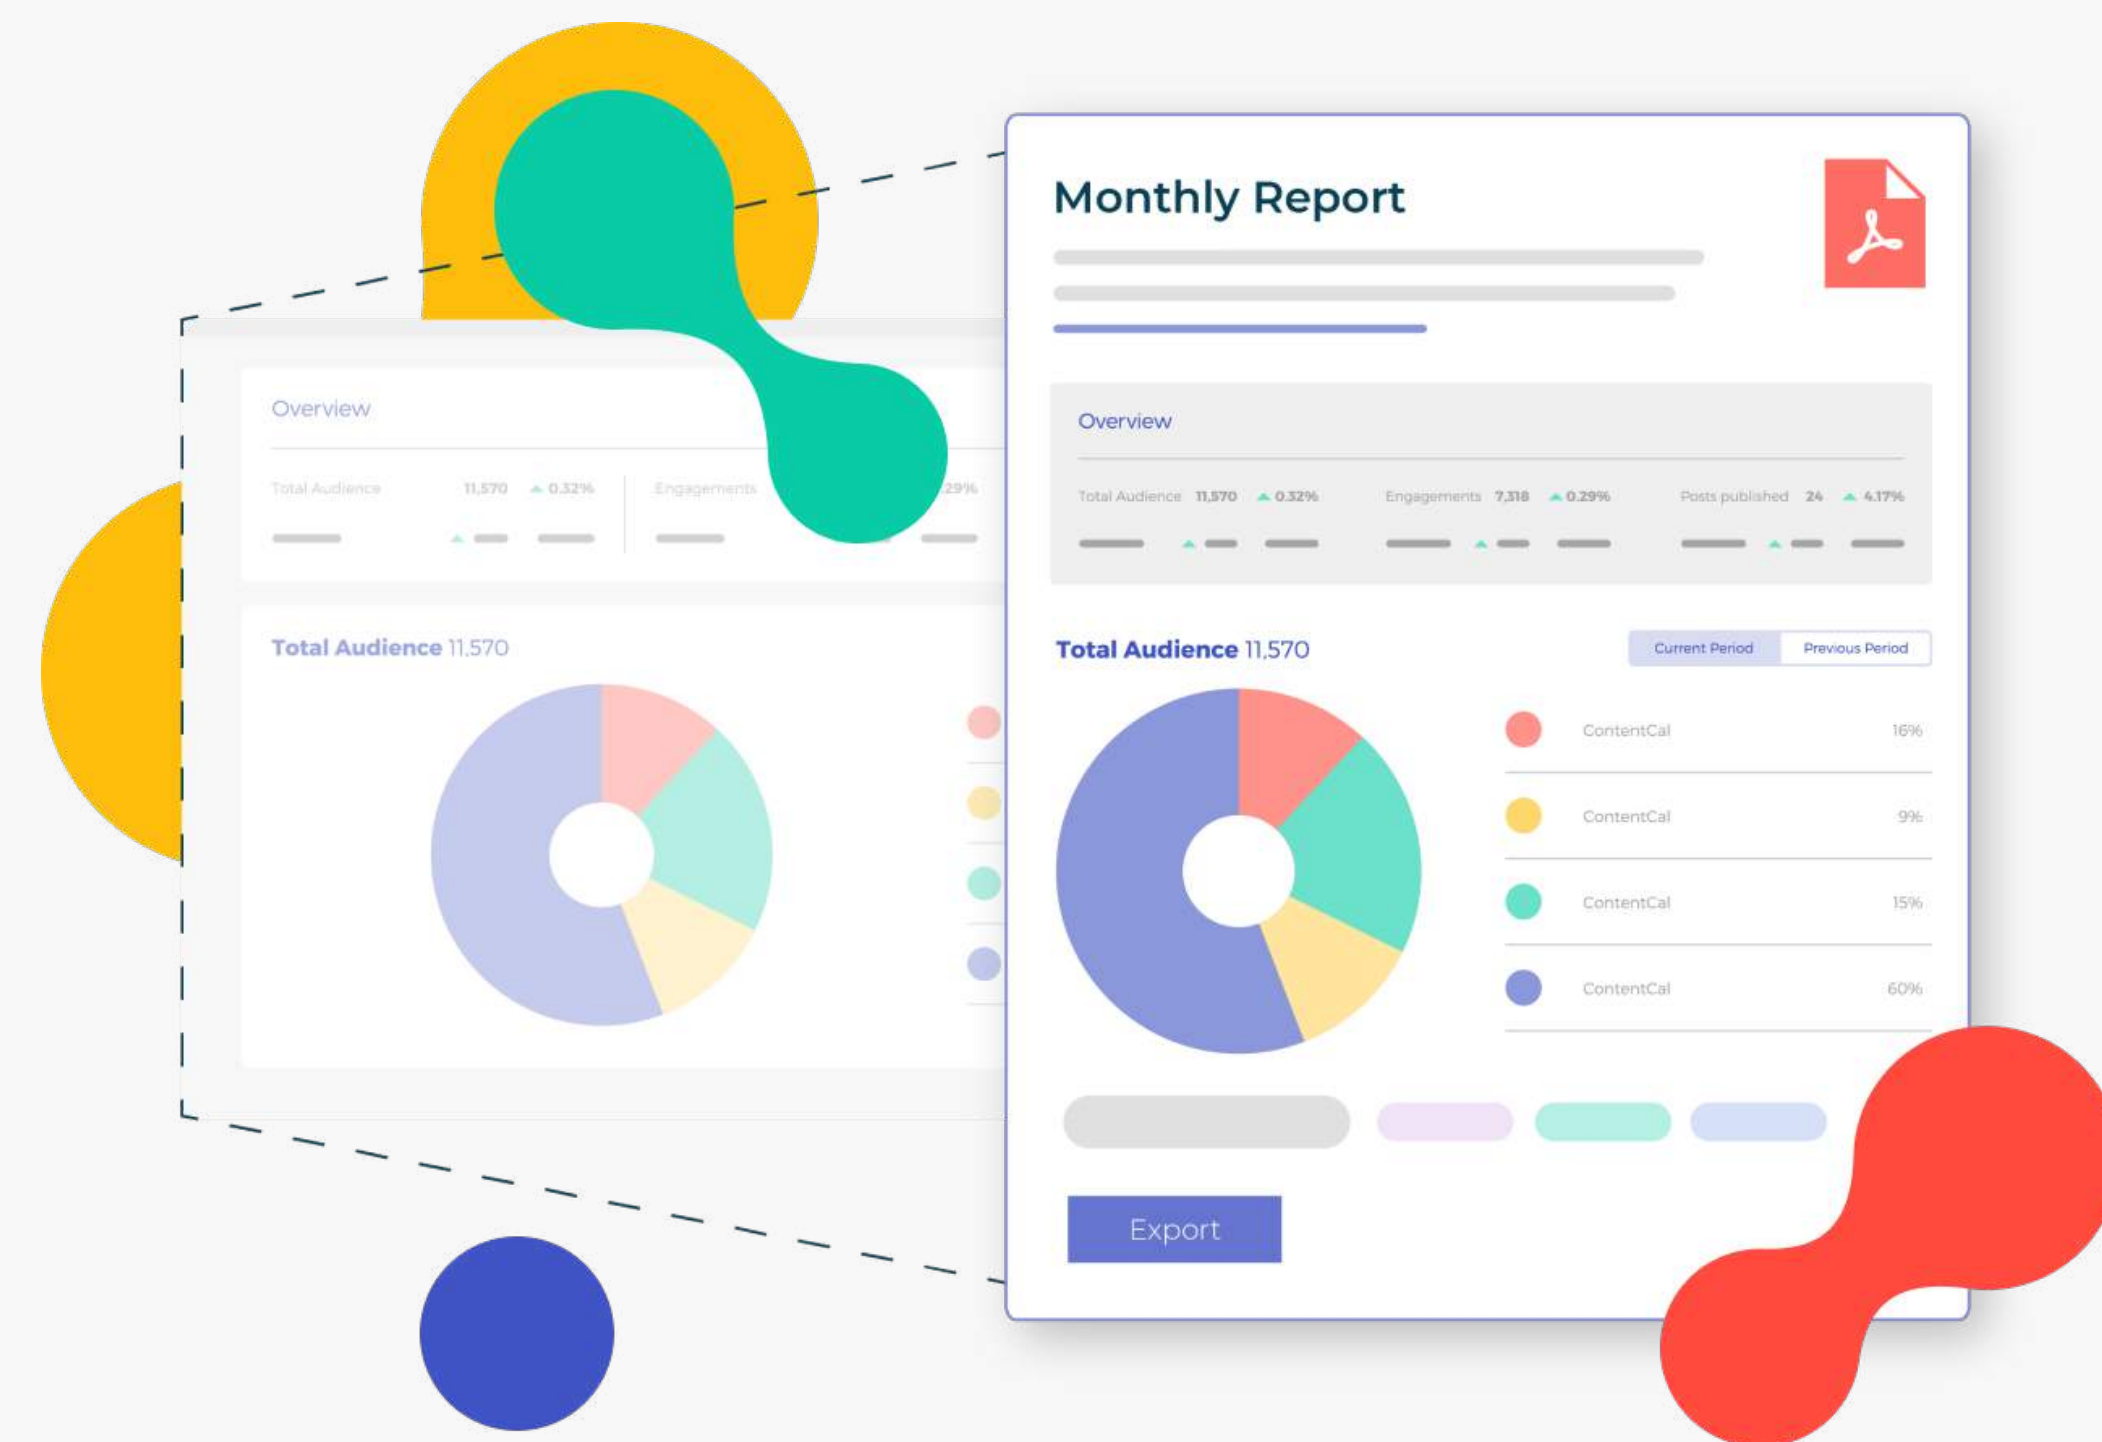 Monthly Report
Overview
Total Audience 11,570 0.32% Engagements 7,318 0.29% Posts published 24 4.17%
Total Audience 11,570
Current Period Previous Period
ContentCal 16%
ContentCal 9%
ContentCal 15%
ContentCal 60%
Export
Overview
Total Audience 11,570 0.32% Engagements .29%
Total Audience 11,570